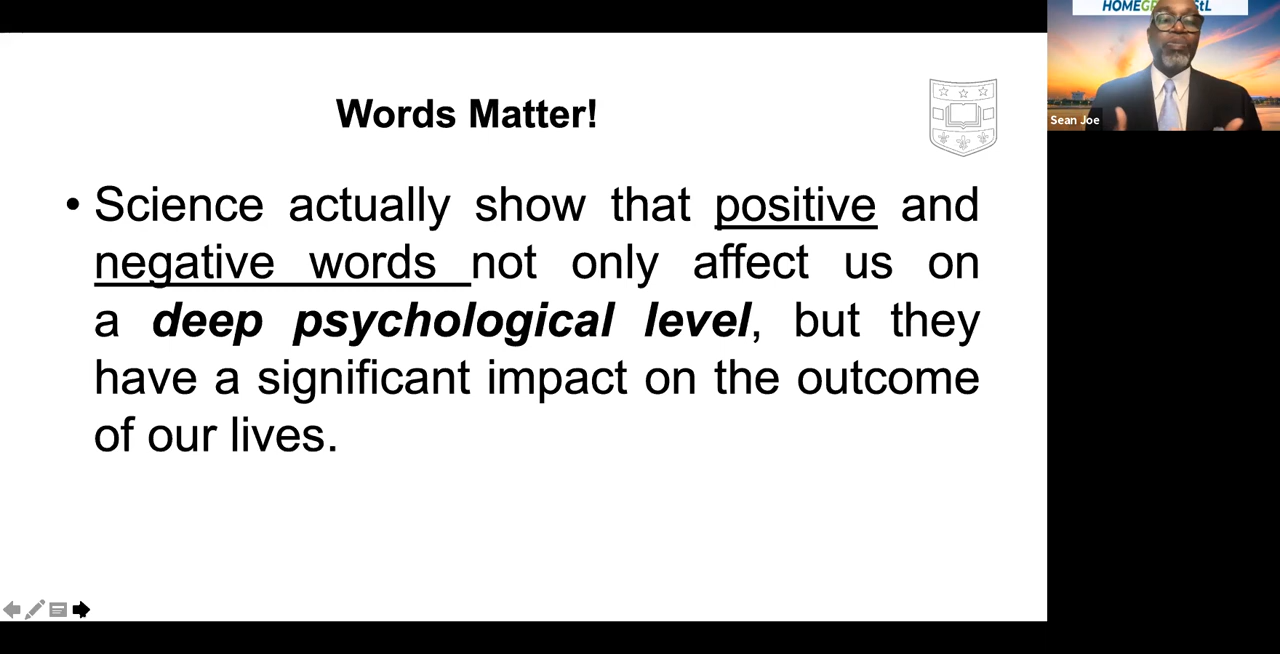 Words Matter!
• Science actually show that positive and
negative words not only affect us on
a deep psychological level, but they
have a significant impact on the outcome
of our lives.
Sean Joe